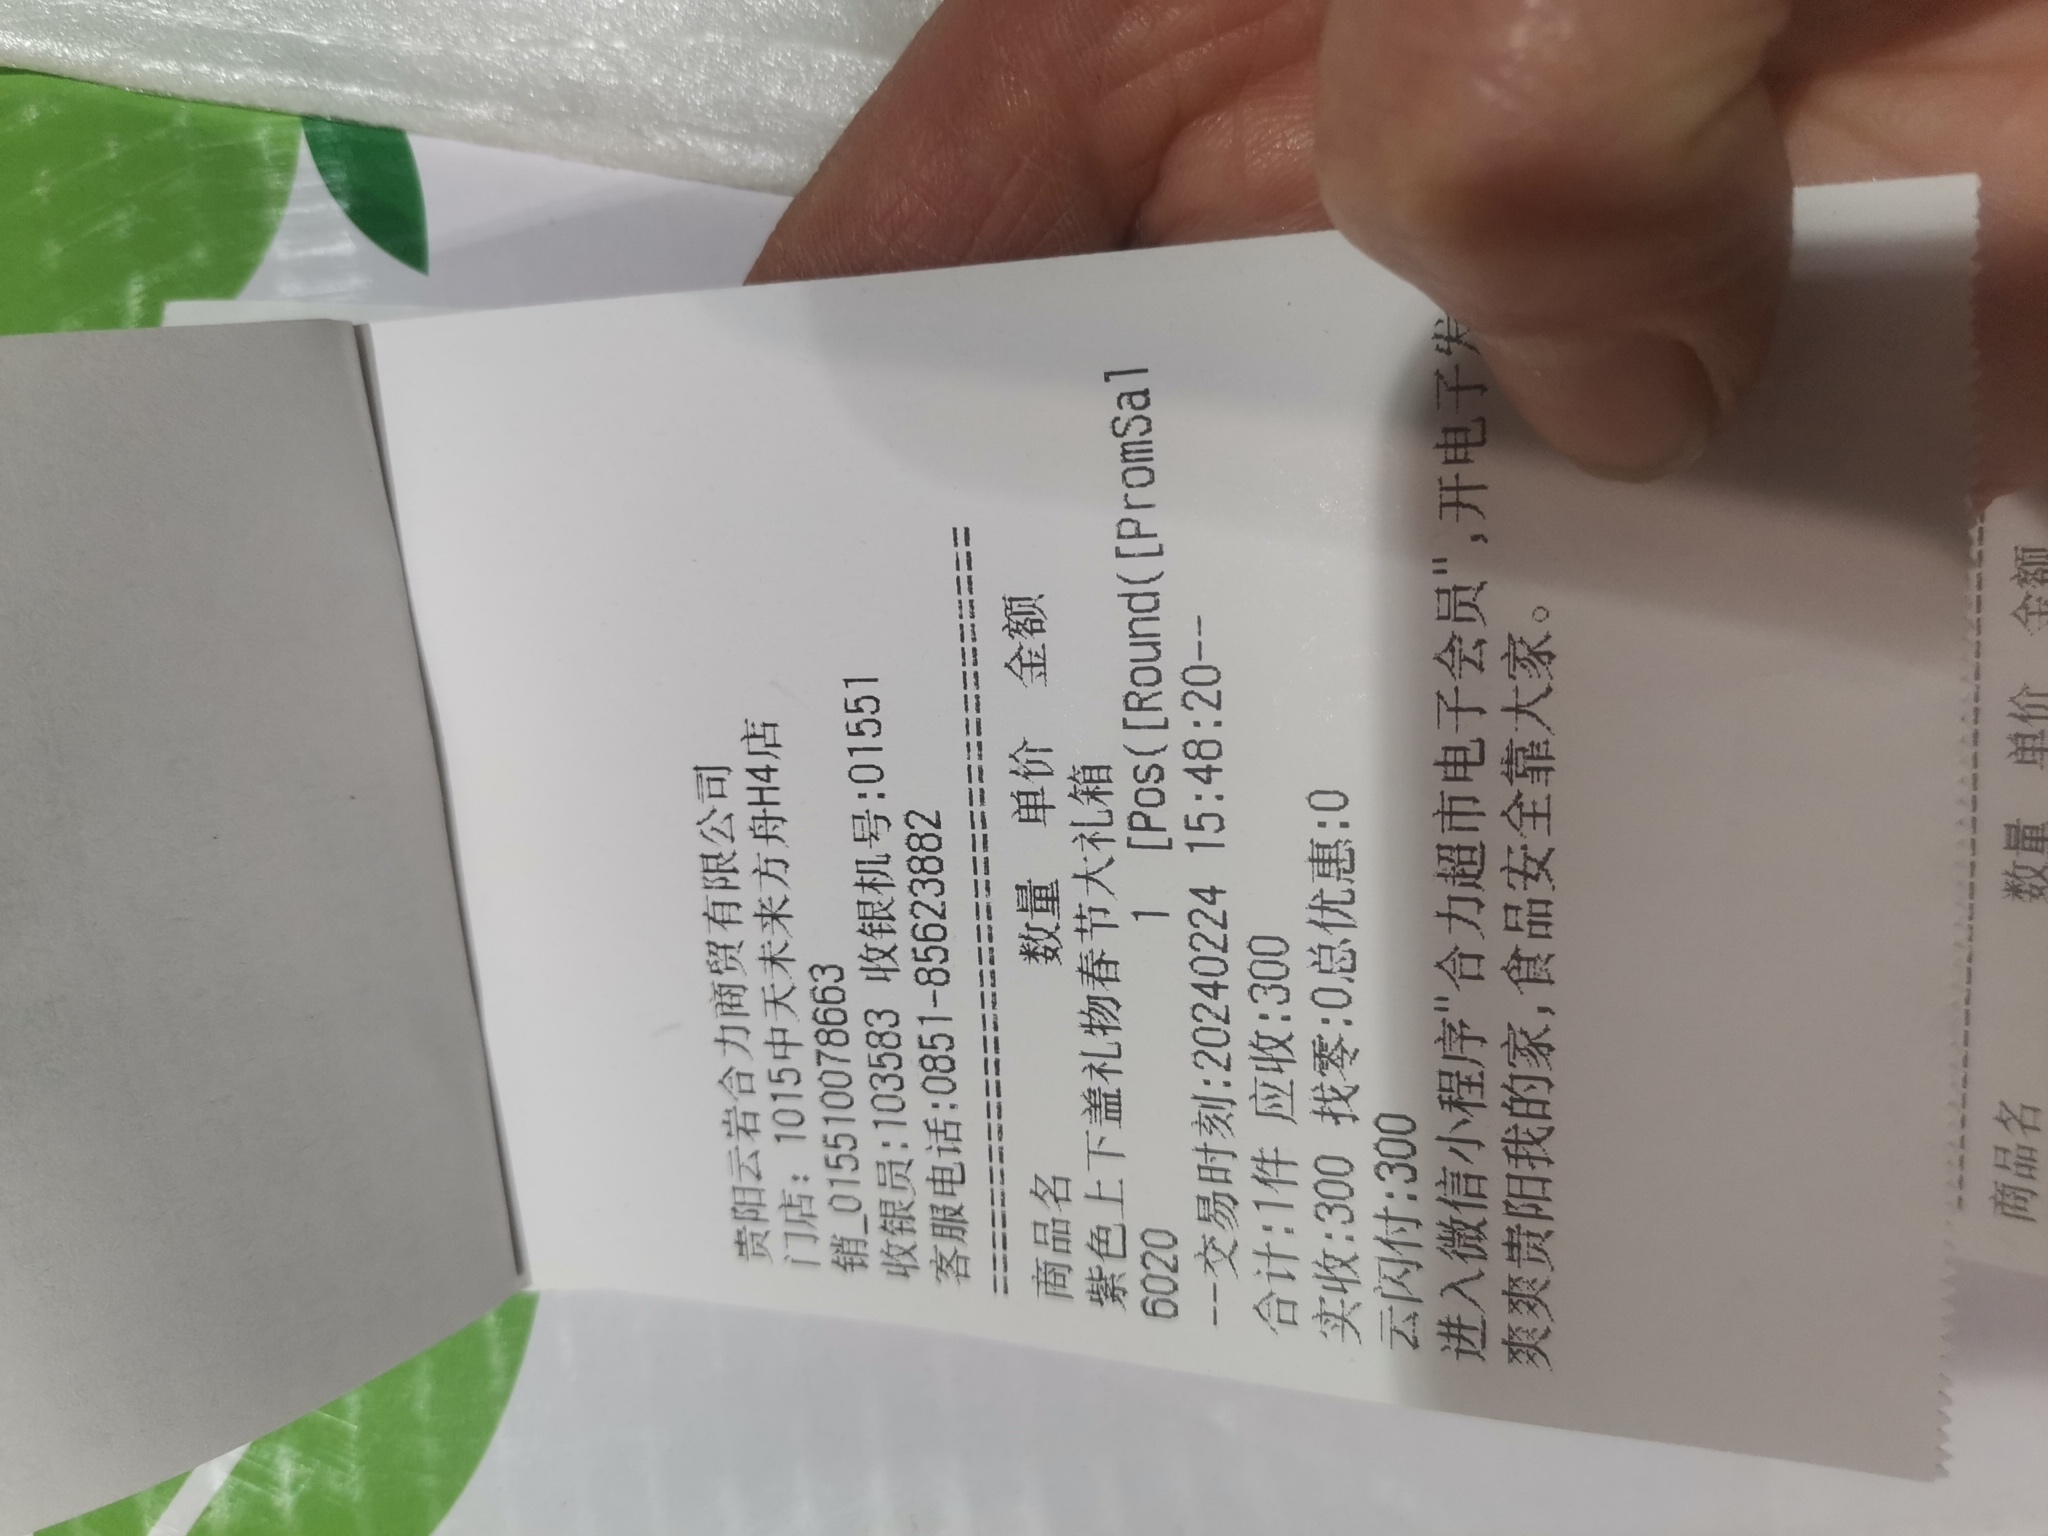 贵阳云岩合力商贸有限公司
门店: 1015中天未来方舟H4店
销_015510078663
收银员:103583 收银机号:01551
客服电话:0851-85623882
================================
商品名 数量 单价 金额
紫色上下盖礼物春节大礼箱
6020 1 [Pos([Round([PromSal
--交易时刻:20240224 15:48:20--
合计:1件 应收:300
实收:300 找零:0总优惠:0
云闪付:300
进入微信小程序"合力超市电子会员",开电子发
爽爽贵阳我的家,食品安全靠大家。
商品名 数量 单价 金额